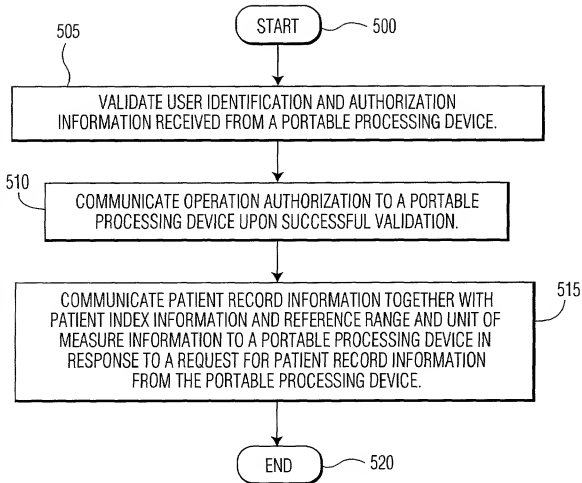 START
500
505
VALIDATE USER IDENTIFICATION AND AUTHORIZATION
INFORMATION RECEIVED FROM A PORTABLE PROCESSING DEVICE.
510
COMMUNICATE OPERATION AUTHORIZATION TO A PORTABLE
PROCESSING DEVICE UPON SUCCESSFUL VALIDATION.
515
COMMUNICATE PATIENT RECORD INFORMATION TOGETHER WITH
PATIENT INDEX INFORMATION AND REFERENCE RANGE AND UNIT OF
MEASURE INFORMATION TO A PORTABLE PROCESSING DEVICE IN
RESPONSE TO A REQUEST FOR PATIENT RECORD INFORMATION
FROM THE PORTABLE PROCESSING DEVICE.
END
520